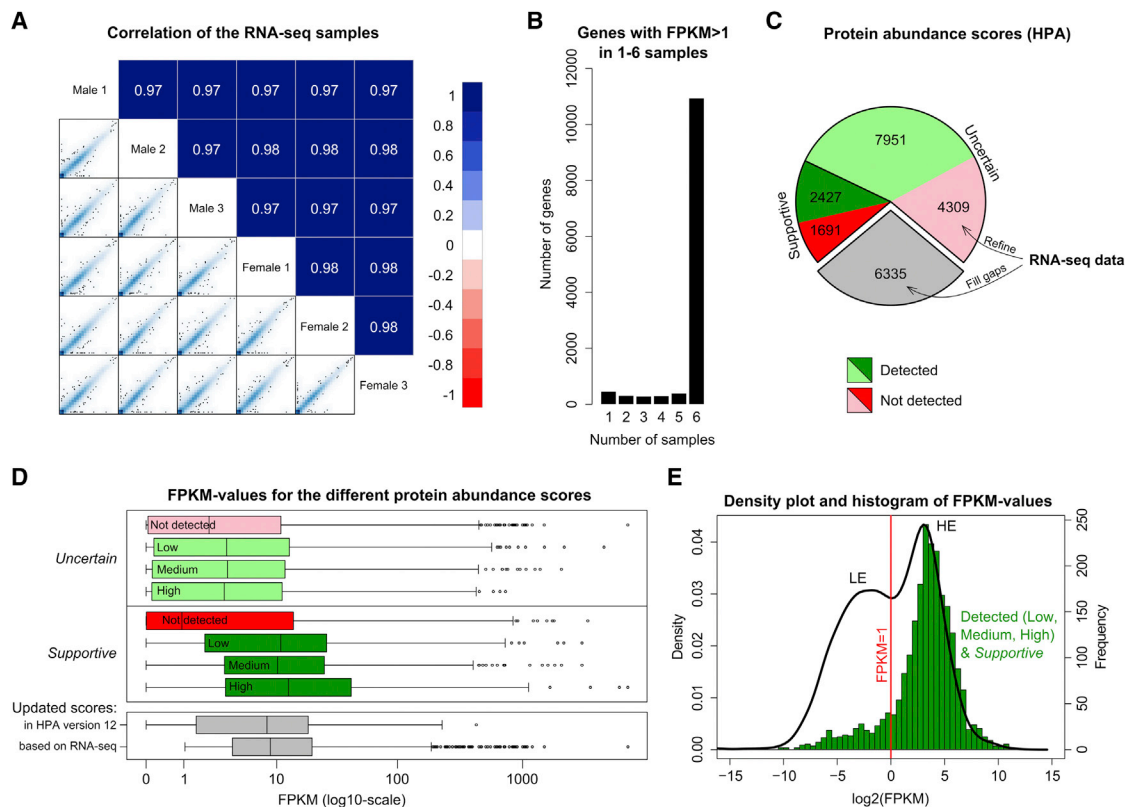 A
Correlation of the RNA-seq samples
Male 1
0.97
0.97
0.97
0.97
0.97
Male 2
0.97
0.98
0.98
0.98
Male 3
0.97
0.97
0.97
Female 1
0.98
0.98
Female 2
0.98
Female 3
1
0.8
0.6
0.4
0.2
0
-0.2
-0.4
-0.6
-0.8
-1
B
Genes with FPKM>1
in 1-6 samples
Number of genes
12000
10000
8000
6000
4000
2000
0
1 2 3 4 5 6
Number of samples
C
Protein abundance scores (HPA)
7951
Uncertain
2427
Supportive
1691
4309
6335
Refine
Fill gaps
RNA-seq data
Detected
Not detected
D
FPKM-values for the different protein abundance scores
Uncertain
Not detected
Low
Medium
High
Supportive
Not detected
Low
Medium
High
Updated scores:
in HPA version 12
based on RNA-seq
0 1 10 100 1000
FPKM (log10-scale)
E
Density plot and histogram of FPKM-values
Density
0.04
0.03
0.02
0.01
0.00
LE
HE
FPKM=1
Detected (Low,
Medium, High)
& Supportive
250
200
150
100
50
0
Frequency
-15 -10 -5 0 5 10 15
log2(FPKM)